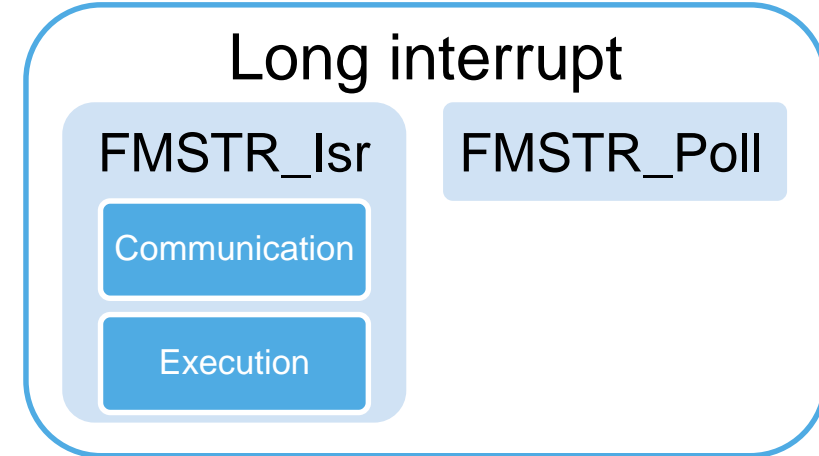 Long interrupt
FMSTR_Isr
Communication
Execution
FMSTR_Poll